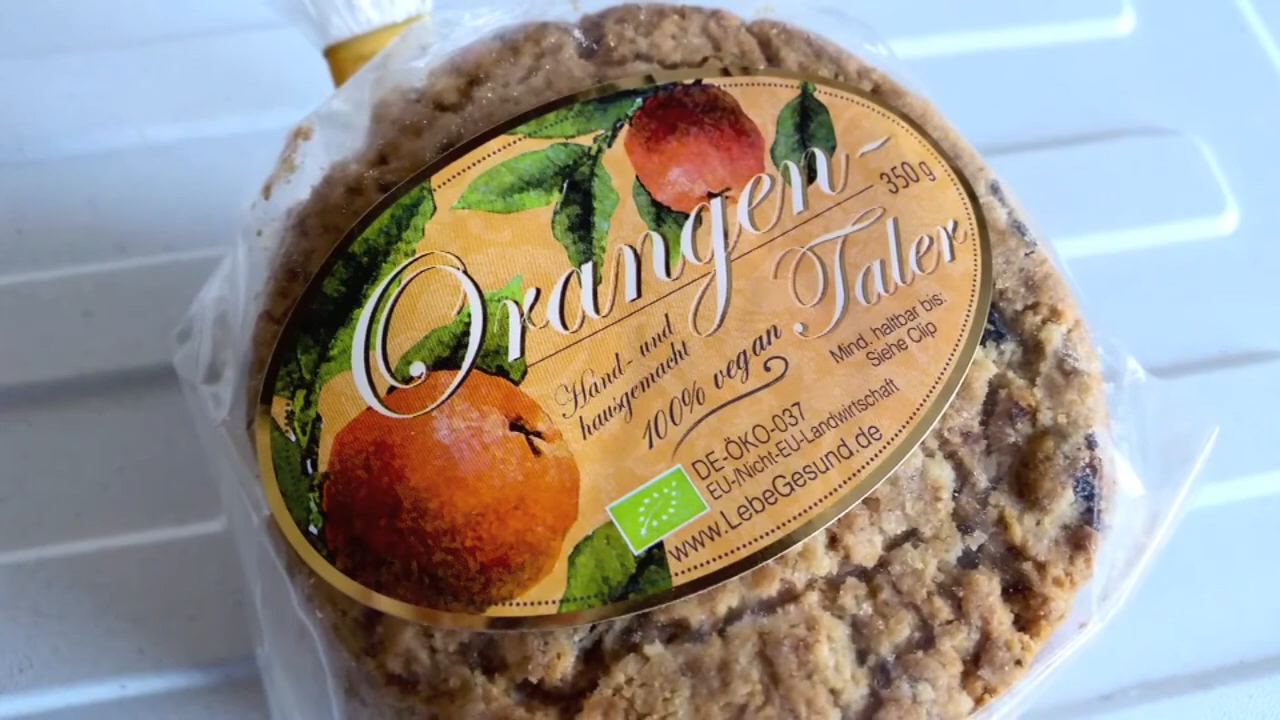 Orangen-
350 g
Taler
Hand- und
hausgemacht
100% vegan
Mind. haltbar bis:
Siehe Clip
DE-ÖKO-037
EU-/Nicht-EU-Landwirtschaft
www.LebeGesund.de